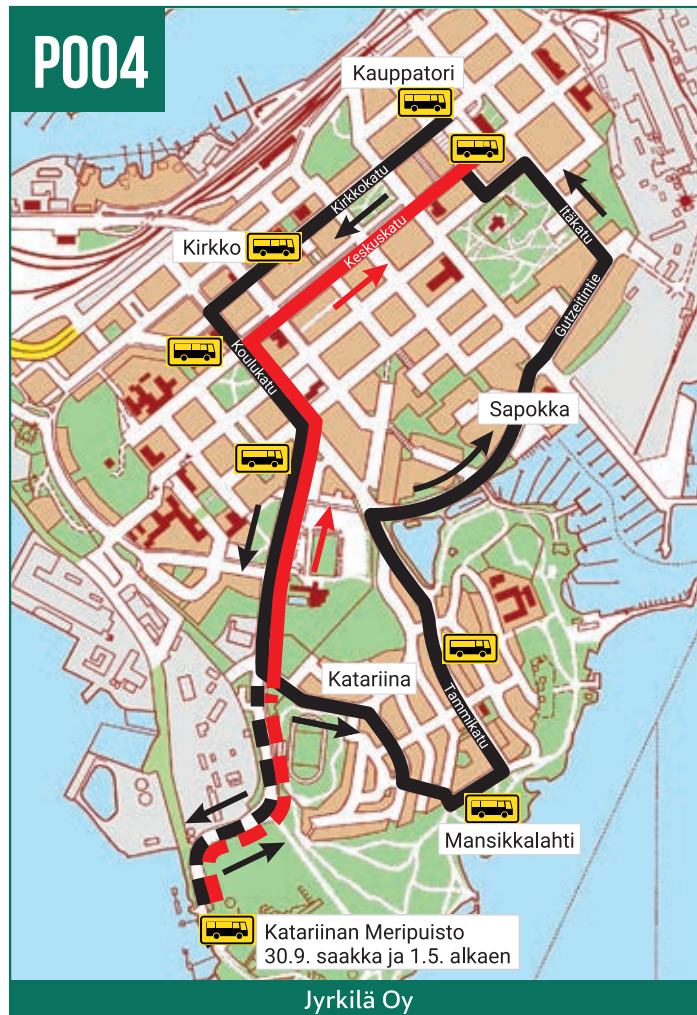 P004
Kauppatori
Kirkkokatu
Kirkko
Keskuskatu
Itäkatu
Gutzeitintie
Koulukatu
Sapokka
Katariina
Tammikatu
Mansikkalahti
Katariinan Meripuisto
30.9. saakka ja 1.5. alkaen
Jyrkilä Oy